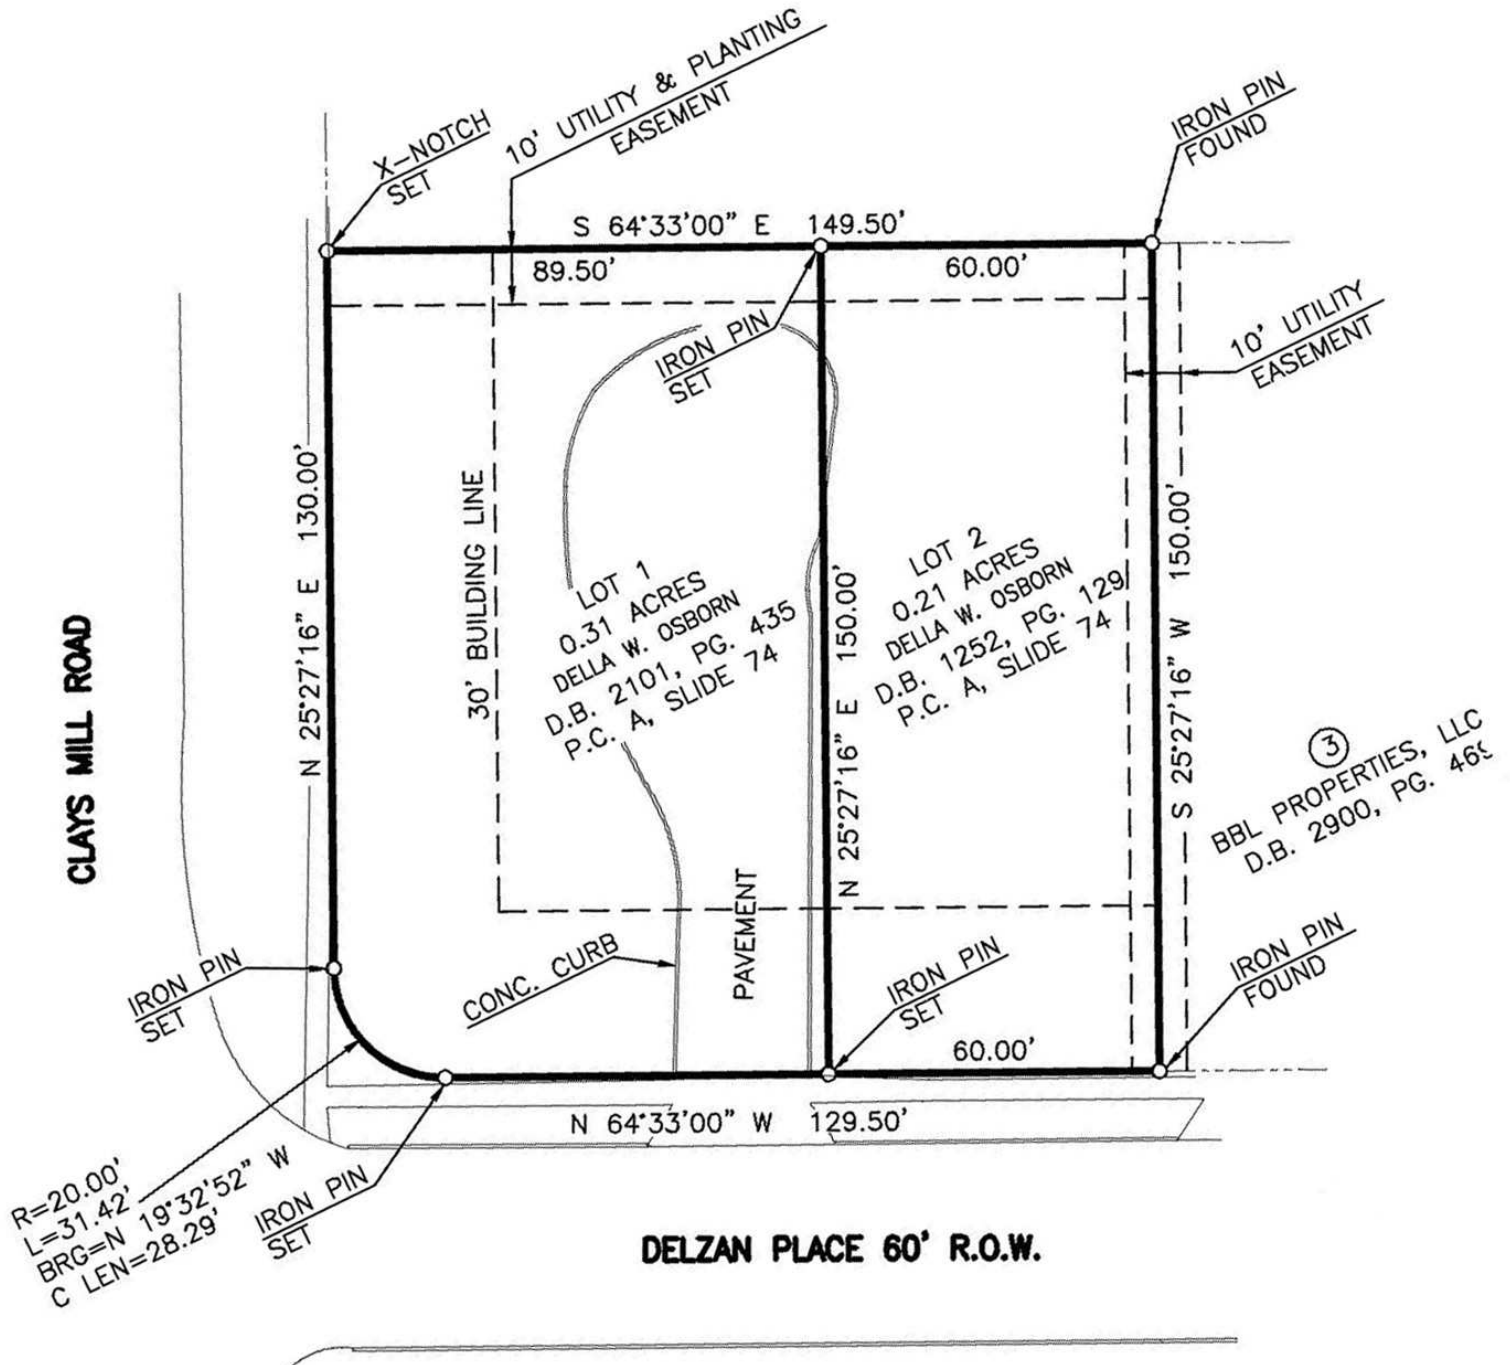 10' UTILITY & PLANTING
EASEMENT
X-NOTCH
SET
IRON PIN
FOUND
S 64°33'00" E 149.50'
89.50'
60.00'
IRON PIN
SET
10' UTILITY
EASEMENT
N 25°27'16" E 130.00'
30' BUILDING LINE
LOT 1
0.31 ACRES
DELLA W. OSBORN
D.B. 2101, PG. 435
P.C. A, SLIDE 74
N 25°27'16" E 150.00'
LOT 2
0.21 ACRES
DELLA W. OSBORN
D.B. 1252, PG. 129
P.C. A, SLIDE 74
S 25°27'16" W 150.00'
CLAYS MILL ROAD
3
BBL PROPERTIES, LLC
D.B. 2900, PG.
IRON PIN
SET
CONC. CURB
PAVEMENT
IRON PIN
SET
IRON PIN
FOUND
60.00'
N 64°33'00" W 129.50'
R=20.00'
L=31.42'
BRG=N 19°32'52" W
C LEN=28.29'
IRON PIN
SET
DELZAN PLACE 60' R.O.W.